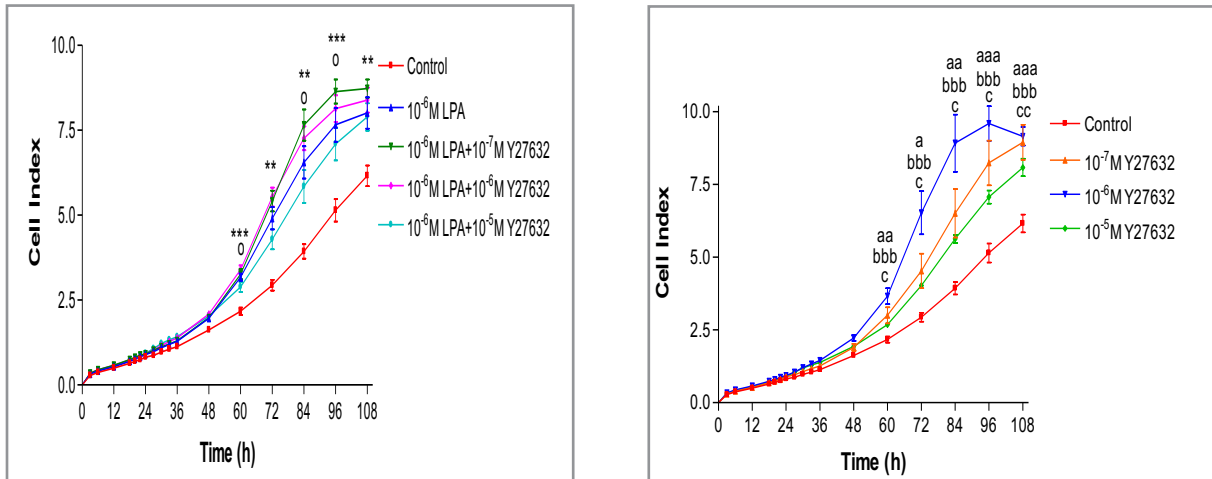 ***
***
**
**
o
o
**
***
o
o
10.0
7.5
5.0
2.5
0.0
Cell Index
0 12 24 36 48 60 72 84 96 108
Time (h)
Control
10⁻⁶M LPA
10⁻⁶M LPA+10⁻⁷M Y27632
10⁻⁶M LPA+10⁻⁶M Y27632
10⁻⁶M LPA+10⁻⁵M Y27632
aa
bbb
c
a
bbb
c
aa
bbb
c
aaa
bbb
c
aaa
bbb
cc
10.0
7.5
5.0
2.5
0.0
Cell Index
0 12 24 36 48 60 72 84 96 108
Time (h)
Control
10⁻⁷M Y27632
10⁻⁶M Y27632
10⁻⁵M Y27632